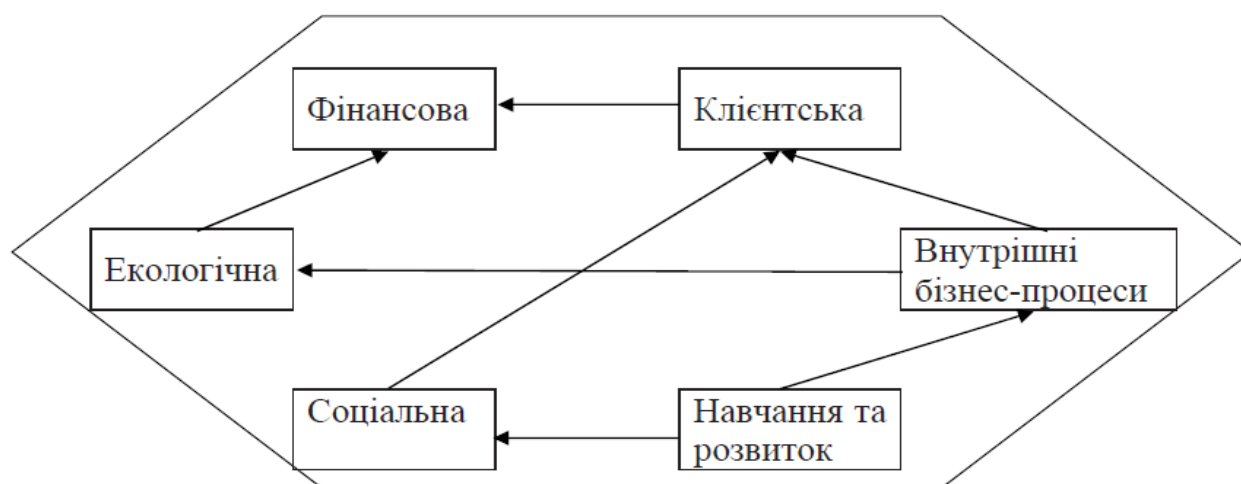 Фінансова
Клієнтська
Екологічна
Внутрішні
бізнес-процеси
Соціальна
Навчання та
розвиток